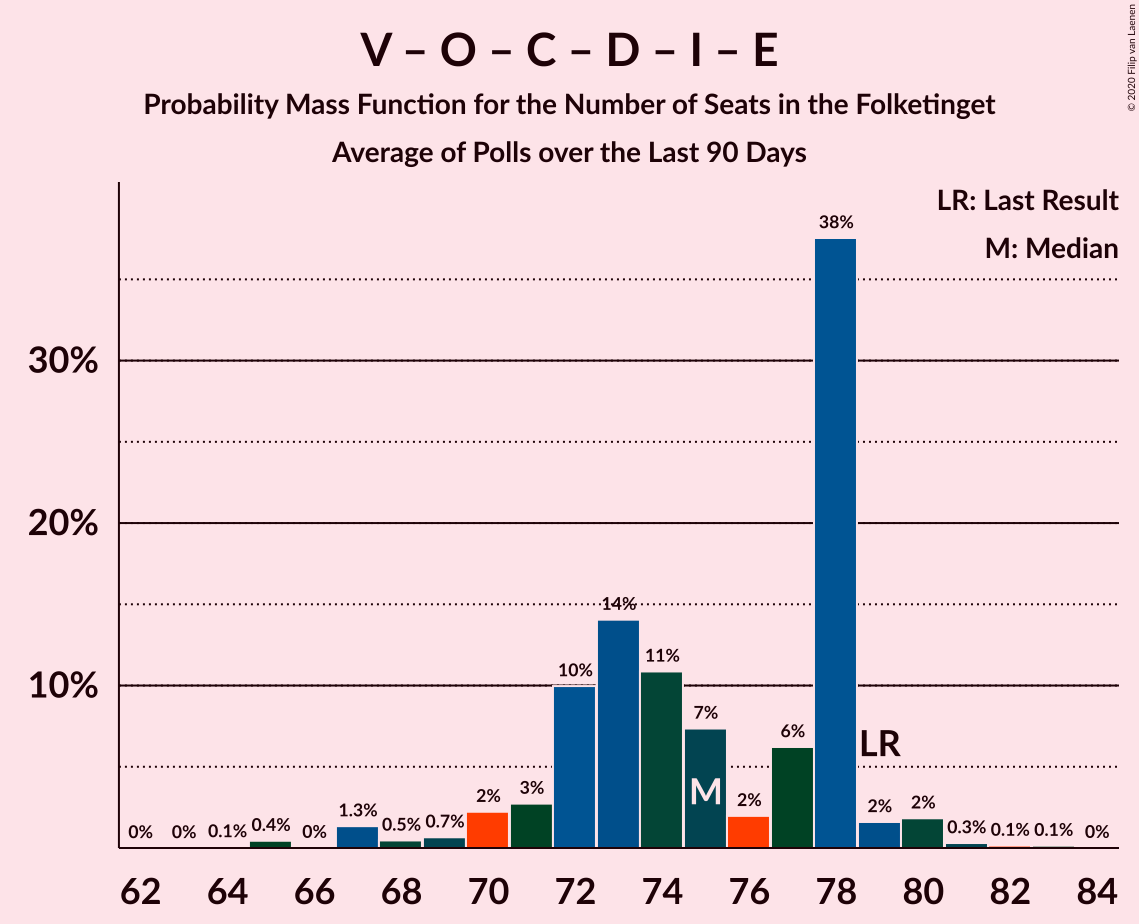 V – O – C – D – I – E
Probability Mass Function for the Number of Seats in the Folketinget
Average of Polls over the Last 90 Days
© 2020 Filip van Laenen
LR: Last Result
M: Median
30%
20%
10%
0% 0% 0.1% 0.4% 0% 1.3% 0.5% 0.7% 2% 3% 10% 14% 11% 7% 2% 6% 38% 2% 2% 0.3% 0.1% 0.1% 0%
M
LR
62 64 66 68 70 72 74 76 78 80 82 84